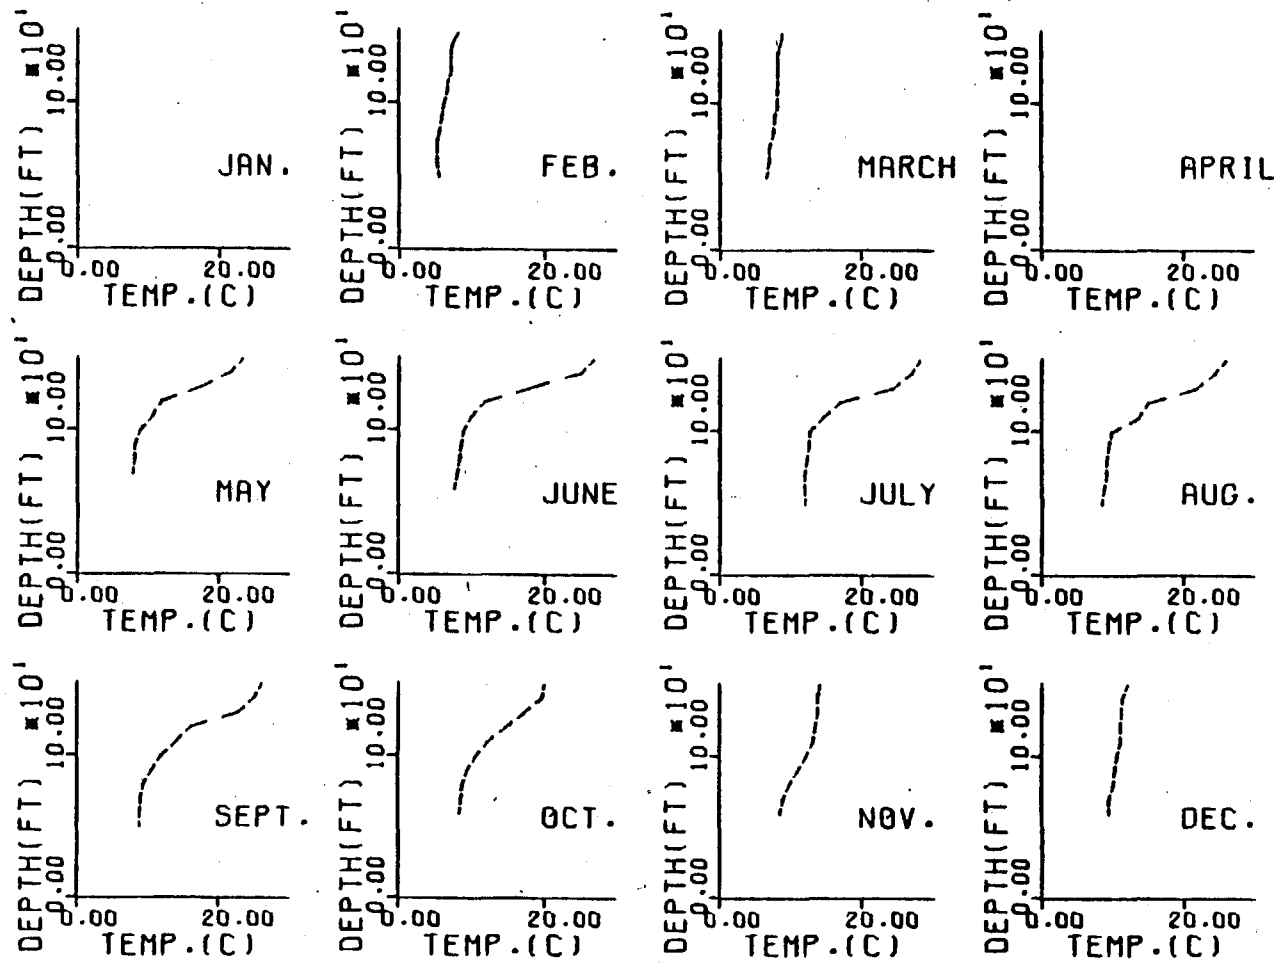 DEPTH(FT) *10¹
10.00
0.00
0.00 20.00
TEMP.(C)
JAN.
DEPTH(FT) *10¹
10.00
0.00
0.00 20.00
TEMP.(C)
FEB.
DEPTH(FT) *10¹
10.00
0.00
0.00 20.00
TEMP.(C)
MARCH
DEPTH(FT) *10¹
10.00
0.00
0.00 20.00
TEMP.(C)
APRIL
DEPTH(FT) *10¹
10.00
0.00
0.00 20.00
TEMP.(C)
MAY
DEPTH(FT) *10¹
10.00
0.00
0.00 20.00
TEMP.(C)
JUNE
DEPTH(FT) *10¹
10.00
0.00
0.00 20.00
TEMP.(C)
JULY
DEPTH(FT) *10¹
10.00
0.00
0.00 20.00
TEMP.(C)
AUG.
DEPTH(FT) *10¹
10.00
0.00
0.00 20.00
TEMP.(C)
SEPT.
DEPTH(FT) *10¹
10.00
0.00
0.00 20.00
TEMP.(C)
OCT.
DEPTH(FT) *10¹
10.00
0.00
0.00 20.00
TEMP.(C)
NOV.
DEPTH(FT) *10¹
10.00
0.00
0.00 20.00
TEMP.(C)
DEC.